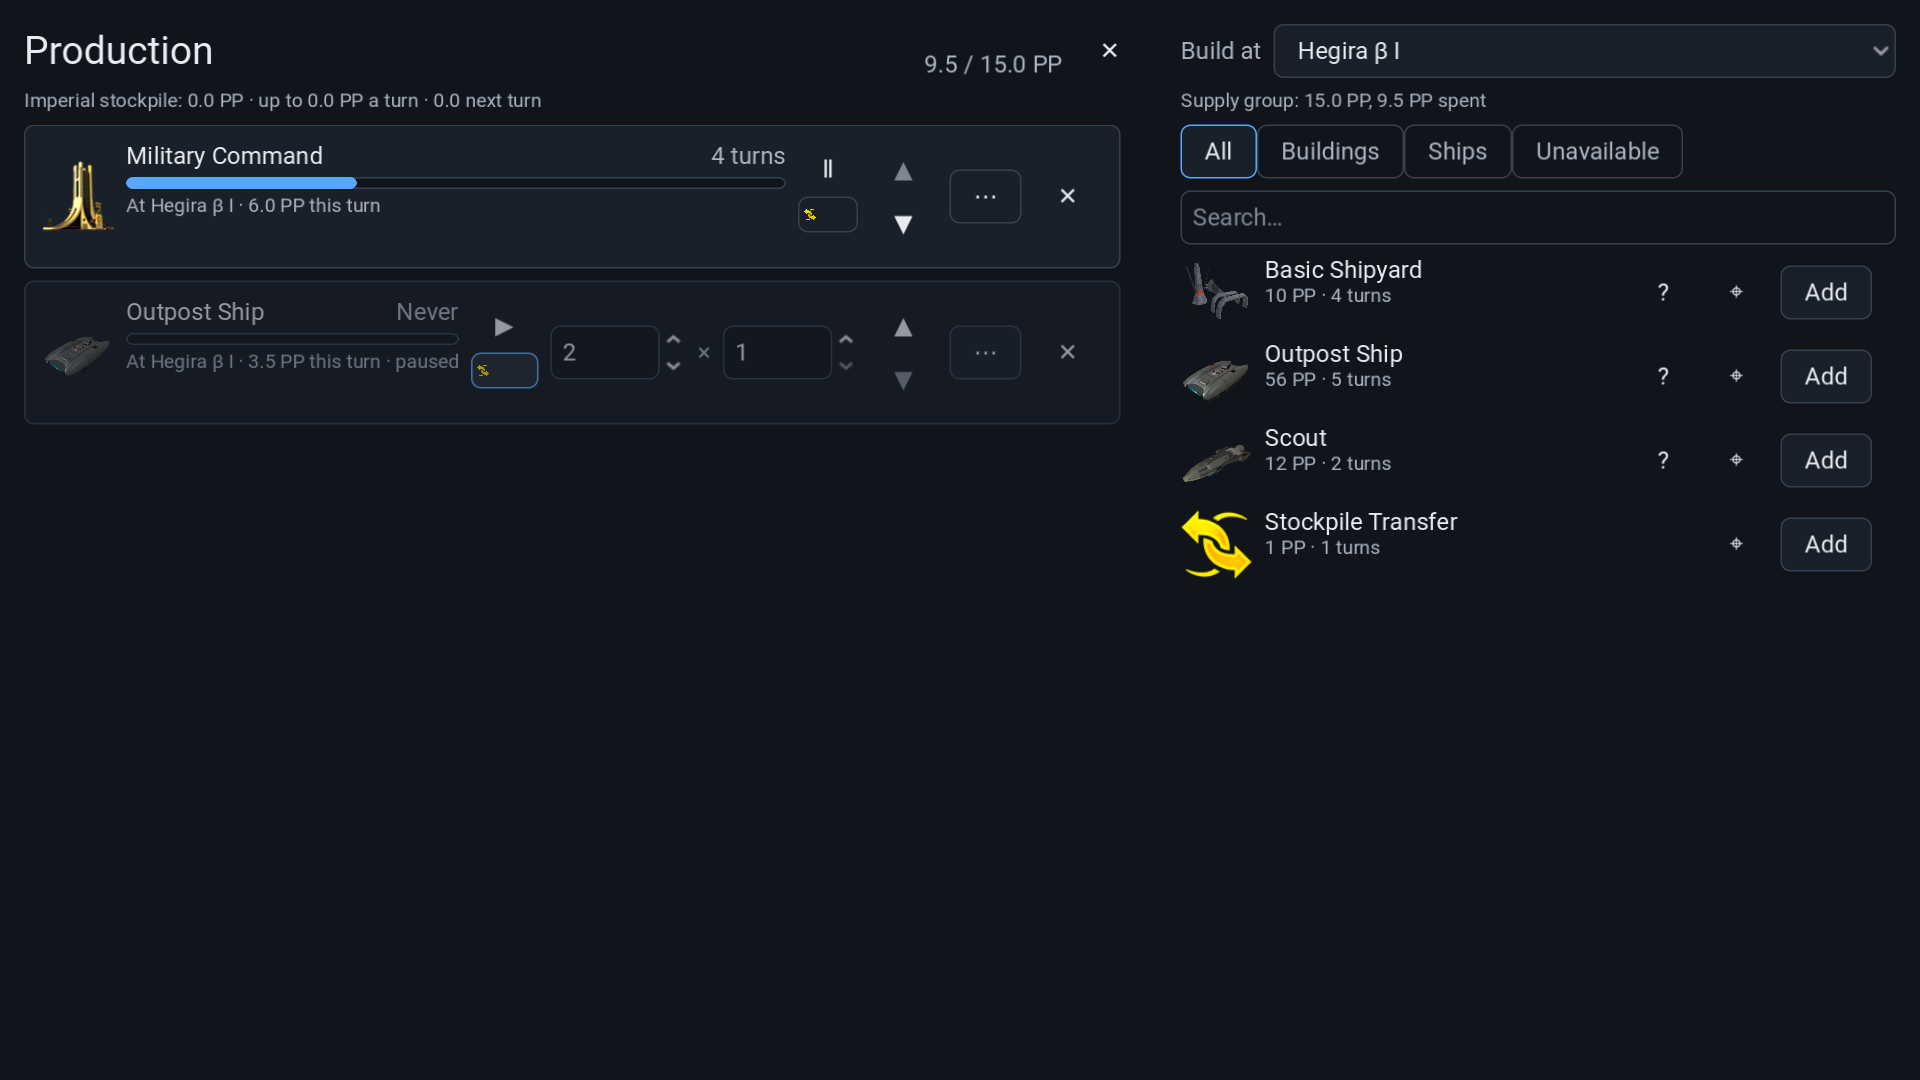 Production
9.5 / 15.0 PP
Imperial stockpile: 0.0 PP · up to 0.0 PP a turn · 0.0 next turn
Military Command
4 turns
At Hegira β I · 6.0 PP this turn
...
Outpost Ship
Never
At Hegira β I · 3.5 PP this turn · paused
2 × 1
...
Build at
Hegira β I
Supply group: 15.0 PP, 9.5 PP spent
All
Buildings
Ships
Unavailable
Search...
Basic Shipyard
10 PP · 4 turns
?
Add
Outpost Ship
56 PP · 5 turns
?
Add
Scout
12 PP · 2 turns
?
Add
Stockpile Transfer
1 PP · 1 turns
Add